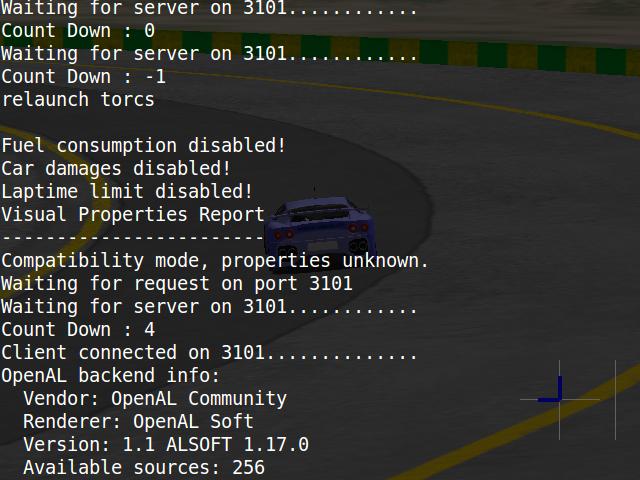 Waiting for server on 3101............
Count Down : 0
Waiting for server on 3101............
Count Down : -1
relaunch torcs
Fuel consumption disabled!
Car damages disabled!
Laptime limit disabled!
Visual Properties Report
------------------------
Compatibility mode, properties unknown.
Waiting for request on port 3101
Waiting for server on 3101............
Count Down : 4
Client connected on 3101..............
OpenAL backend info:
  Vendor: OpenAL Community
  Renderer: OpenAL Soft
  Version: 1.1 ALSOFT 1.17.0
  Available sources: 256